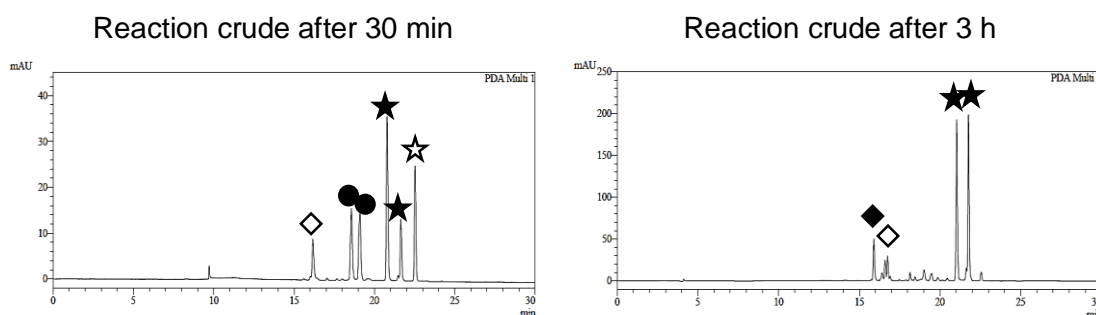 Reaction crude after 30 min
mAU
PDA Multi 1
40
30
20
10
0
0 5 10 15 20 25 30
min
Reaction crude after 3 h
mAU
250
PDA Multi
200
150
100
50
0
0 5 10 15 20 25 30
min